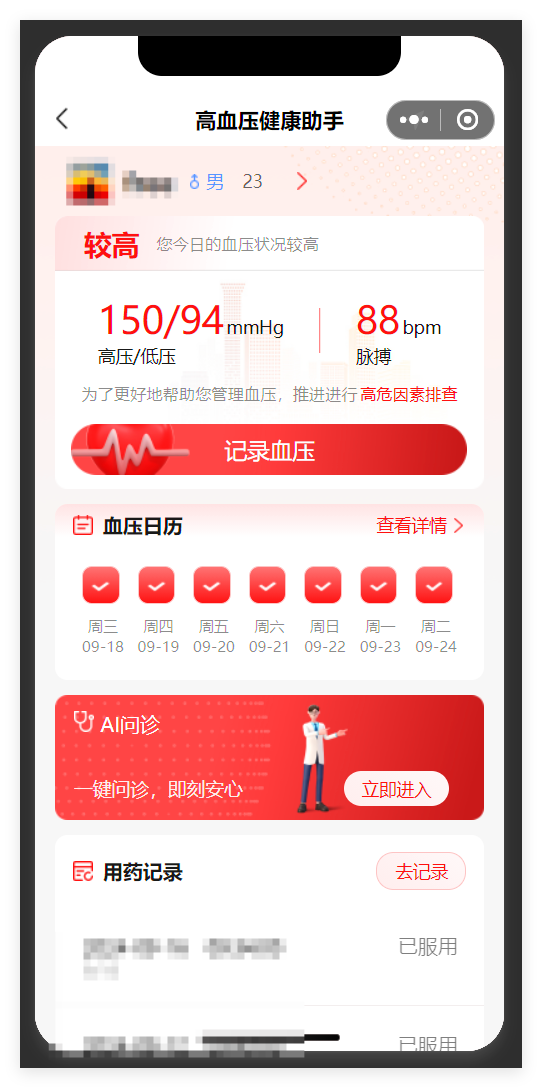 高血压健康助手
男 23
较高 您今日的血压状况较高
150/94 mmHg 88 bpm
高压/低压 脉搏
为了更好地帮助您管理血压，推进进行 高危因素排查
记录血压
血压日历 查看详情
周三 周四 周五 周六 周日 周一 周二
09-18 09-19 09-20 09-21 09-22 09-23 09-24
AI问诊
一键问诊，即刻安心 立即进入
用药记录 去记录
已服用
已服用